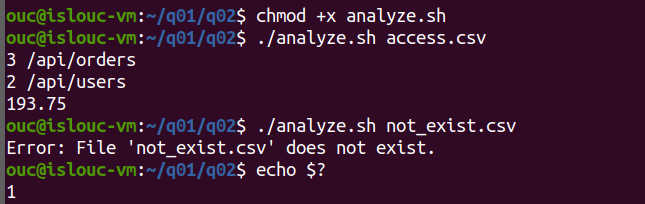 ouc@islouc-vm:~/q01/q02$ chmod +x analyze.sh
ouc@islouc-vm:~/q01/q02$ ./analyze.sh access.csv
3 /api/orders
2 /api/users
193.75
ouc@islouc-vm:~/q01/q02$ ./analyze.sh not_exist.csv
Error: File 'not_exist.csv' does not exist.
ouc@islouc-vm:~/q01/q02$ echo $?
1